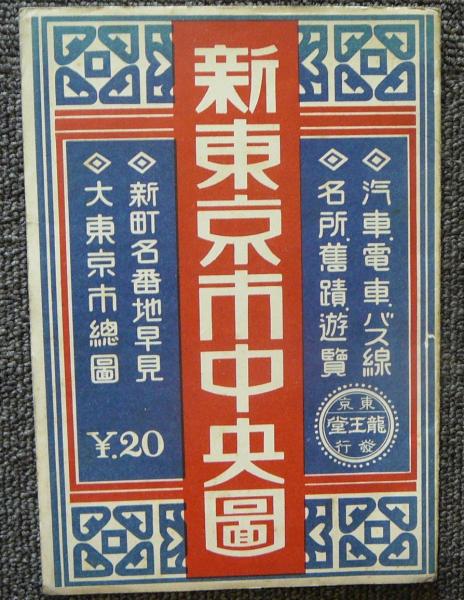 新東京市中央圖
◈汽車、電車、バス線
◈名所、舊蹟、遊覽
東京
龍王堂
發行
◈新町名番地早見
◈大東京市總圖
¥.20